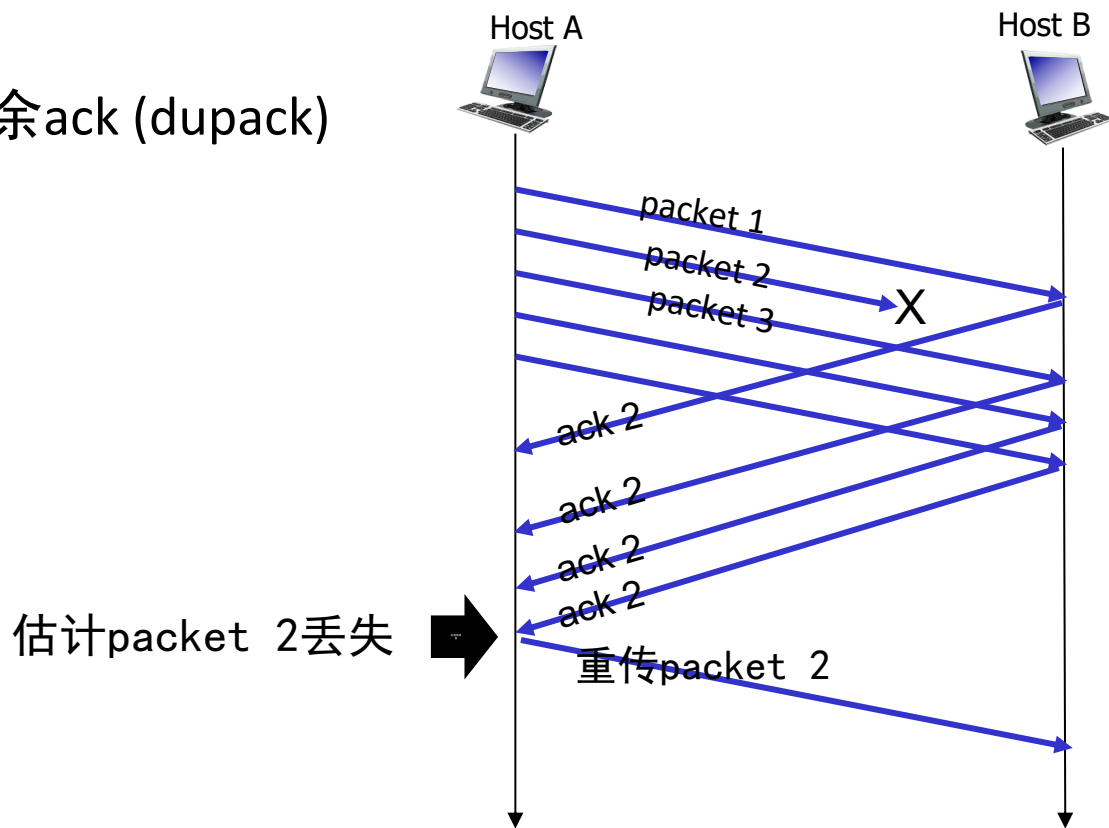 Host A
Host B
余ack (dupack)
packet 1
packet 2
X
packet 3
ack 2
ack 2
ack 2
ack 2
估计packet 2丢失
重传packet 2